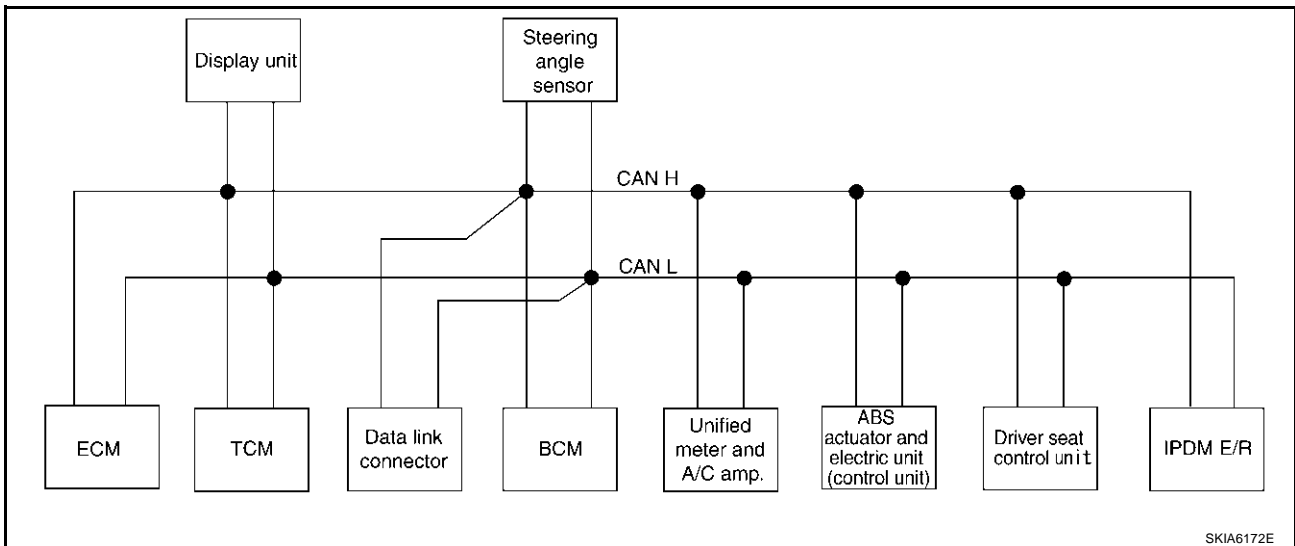 Display unit
Steering
angle
sensor
CAN H
CAN L
ECM
TCM
Data link
connector
BCM
Unified
meter and
A/C amp.
ABS
actuator and
electric unit
(control unit)
Driver seat
control unit
IPDM E/R
SKIA6172E